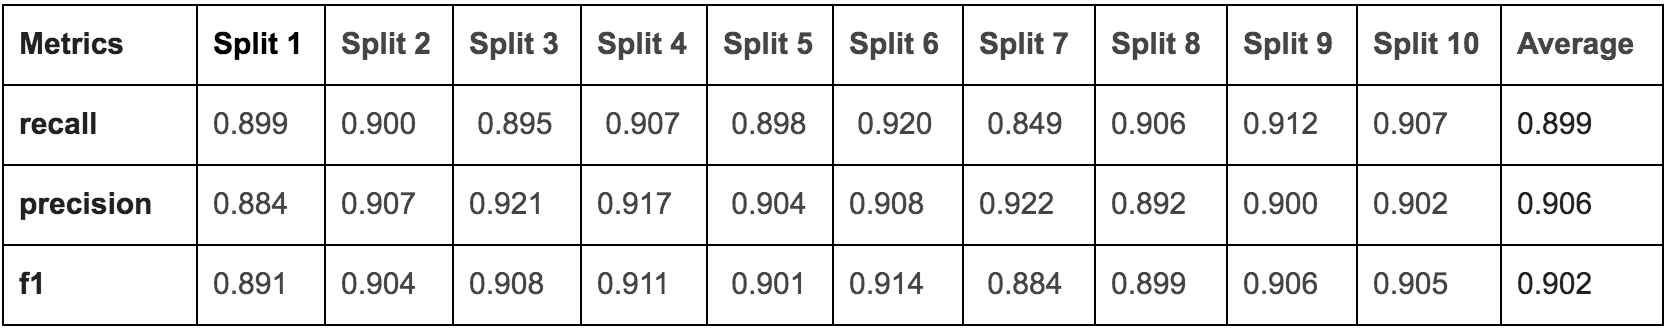 Metrics Split 1 Split 2 Split 3 Split 4 Split 5 Split 6 Split 7 Split 8 Split 9 Split 10 Average
recall 0.899 0.900 0.895 0.907 0.898 0.920 0.849 0.906 0.912 0.907 0.899
precision 0.884 0.907 0.921 0.917 0.904 0.908 0.922 0.892 0.900 0.902 0.906
f1 0.891 0.904 0.908 0.911 0.901 0.914 0.884 0.899 0.906 0.905 0.902